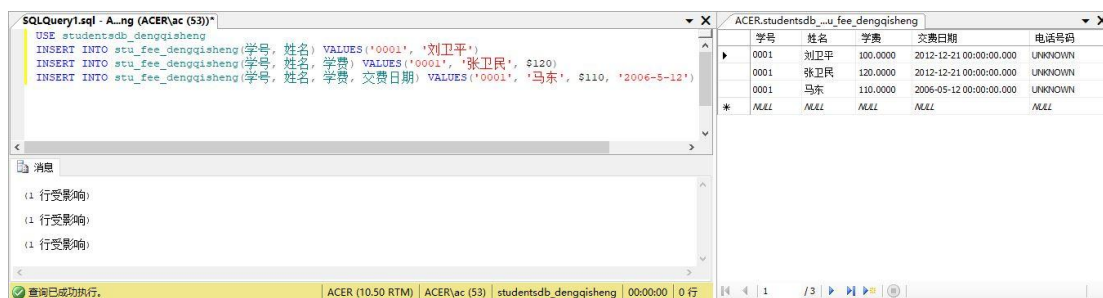 SQLQuery1.sql - A...ng (ACER\ac (53))*
USE studentsdb_dengqisheng
INSERT INTO stu_fee_dengqisheng(学号, 姓名) VALUES('0001', '刘卫平')
INSERT INTO stu_fee_dengqisheng(学号, 姓名, 学费) VALUES('0001', '张卫民', $120)
INSERT INTO stu_fee_dengqisheng(学号, 姓名, 学费, 交费日期) VALUES('0001', '马东', $110, '2006-5-12')
消息
(1 行受影响)
(1 行受影响)
(1 行受影响)
查询已成功执行。 ACER (10.50 RTM) ACER\ac (53) studentsdb_dengqisheng 00:00:00 0 行
ACER.studentsdb_...u_fee_dengqisheng
学号 姓名 学费 交费日期 电话号码
0001 刘卫平 100.0000 2012-12-21 00:00:00.000 UNKNOWN
0001 张卫民 120.0000 2012-12-21 00:00:00.000 UNKNOWN
0001 马东 110.0000 2006-05-12 00:00:00.000 UNKNOWN
NULL NULL NULL NULL NULL
1 /3